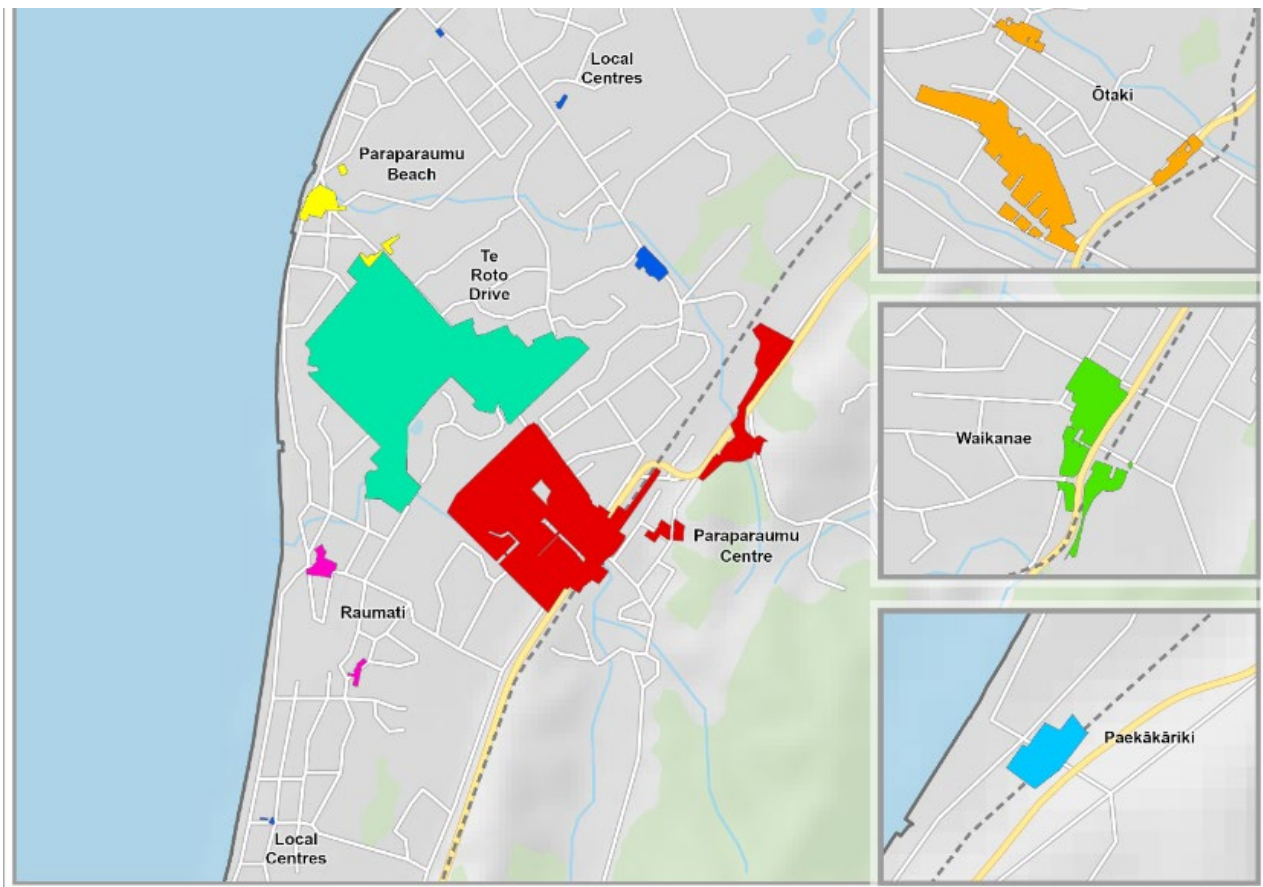 Local
Centres
Paraparaumu
Beach
Te
Roto
Drive
Paraparaumu
Centre
Raumati
Local
Centres
Ōtaki
Waikanae
Paekākāriki